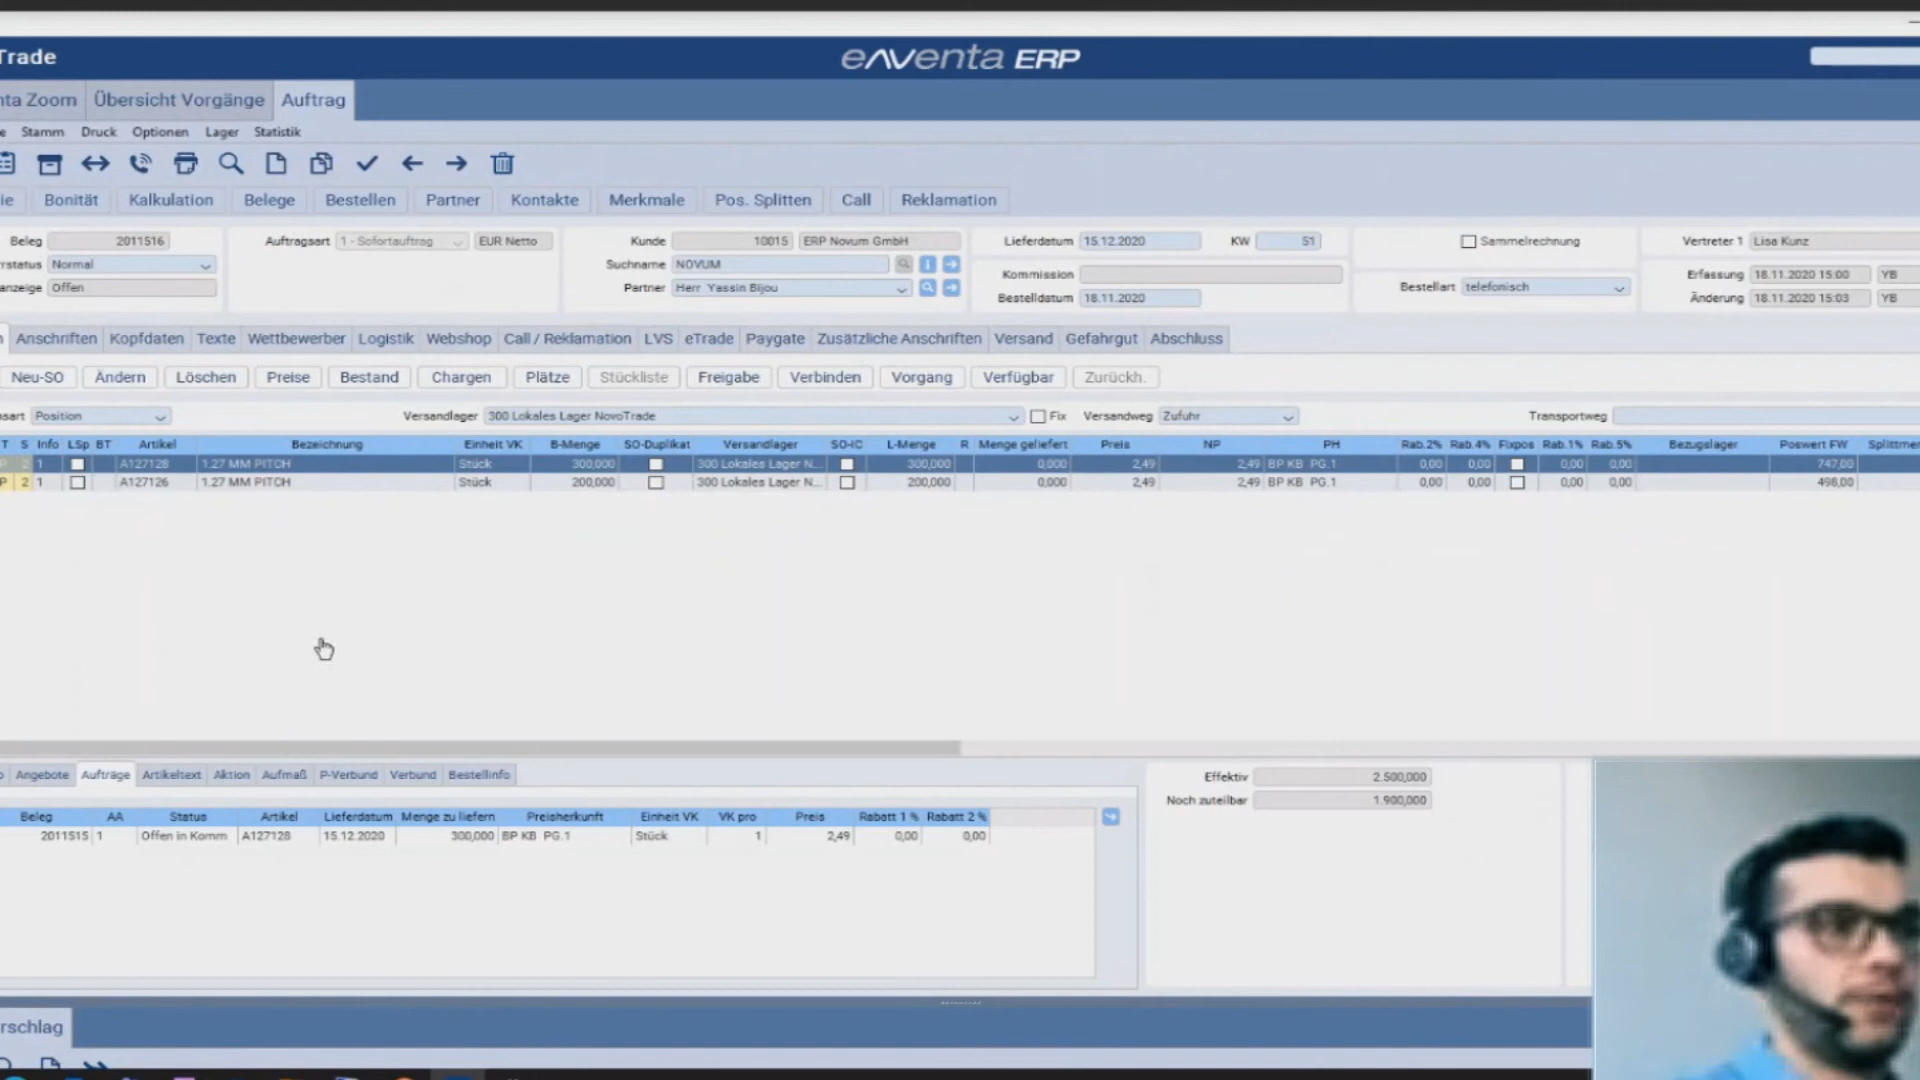 Trade
eNventa ERP
nta Zoom Übersicht Vorgänge Auftrag
e Stamm Druck Optionen Lager Statistik
ie Bonität Kalkulation Belege Bestellen Partner Kontakte Merkmale Pos. Splitten Call Reklamation
Beleg 2011516 Auftragsart 1 - Sofortauftrag EUR Netto Kunde 10015 ERP Novum GmbH Lieferdatum 15.12.2020 KW 51 Sammelrechnung Vertreter 1 Lisa Kunz
rstatus Normal Suchname NOVUM Kommission Erfassung 18.11.2020 15:00 YB
anzeige Offen Partner Herr Yassin Bijou Bestelldatum 18.11.2020 Bestellart telefonisch Änderung 18.11.2020 15:03 YB
n Anschriften Kopfdaten Texte Wettbewerber Logistik Webshop Call / Reklamation LVS eTrade Paygate Zusätzliche Anschriften Versand Gefahrgut Abschluss
Neu-SO Ändern Löschen Preise Bestand Chargen Plätze Stückliste Freigabe Verbinden Vorgang Verfügbar Zurückh.
nsart Position Versandlager 300 Lokales Lager NovoTrade Fix Versandweg Zufuhr Transportweg
T S Info LSp BT Artikel Bezeichnung Einheit VK B-Menge SO-Duplikat Versandlager SO-IC L-Menge R Menge geliefert Preis NP PH Rab.2% Rab.4% Fixpos Rab.1% Rab.5% Bezugslager Poswert FW Splittmen
P 2 1 A127128 1.27 MM PITCH Stück 300,000 300 Lokales Lager N... 300,000 0,000 2,49 2,49 BP KB PG.1 0,00 0,00 0,00 0,00 747,00
P 2 1 A127126 1.27 MM PITCH Stück 200,000 300 Lokales Lager N... 200,000 0,000 2,49 2,49 BP KB PG.1 0,00 0,00 0,00 0,00 498,00
o Angebote Aufträge Artikeltext Aktion Aufmaß P-Verbund Verbund Bestellinfo Effektiv 2.500,000
Noch zuteilbar 1.900,000
Beleg AA Status Artikel Lieferdatum Menge zu liefern Preisherkunft Einheit VK VK pro Preis Rabatt 1 % Rabatt 2 %
2011515 1 Offen in Komm A127128 15.12.2020 300,000 BP KB PG.1 Stück 1 2,49 0,00 0,00
rschlag